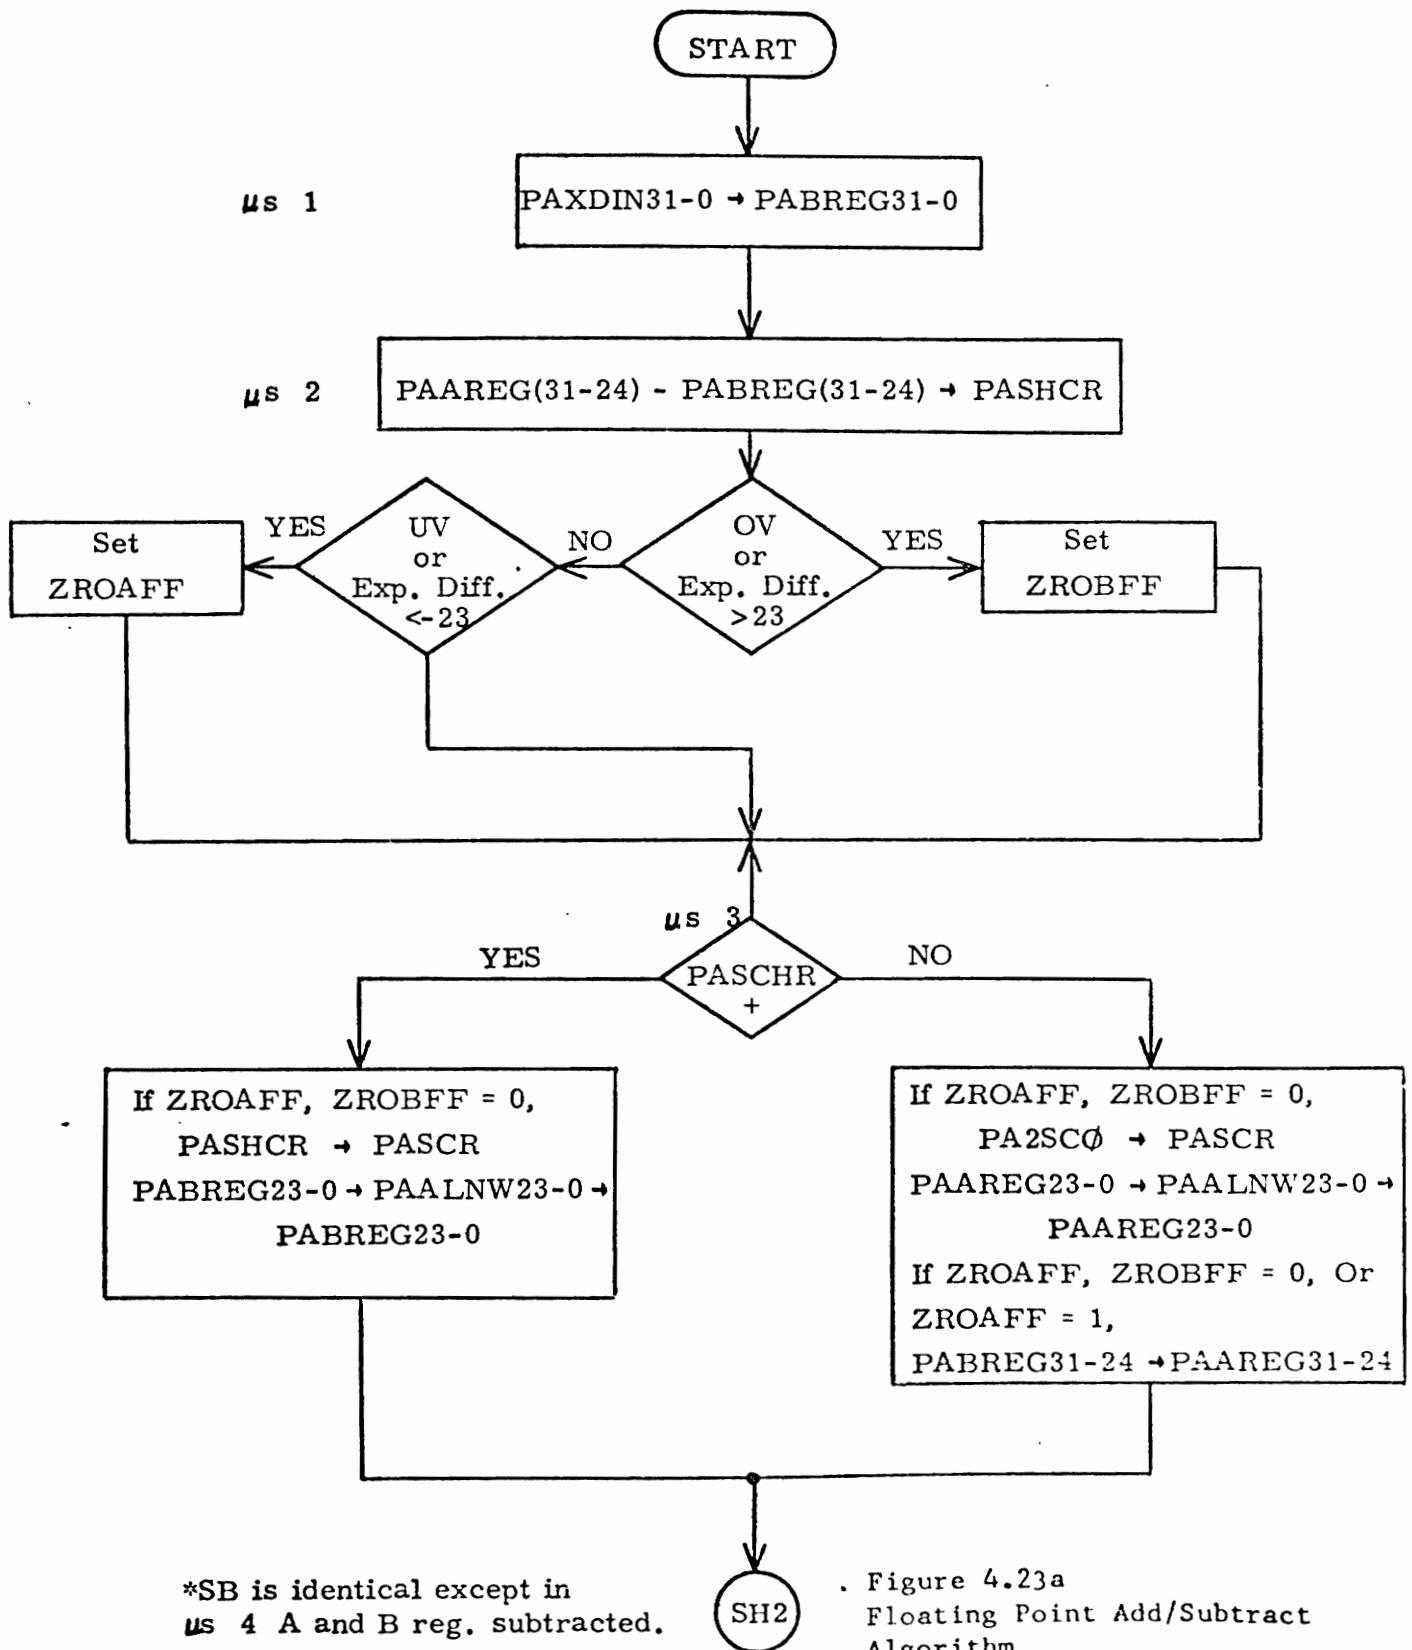 START
µs 1
PAXDIN31-0 → PABREG31-0
µs 2
PAAREG(31-24) - PABREG(31-24) → PASHCR
YES
UV
or
Exp. Diff.
<-23
NO
OV
or
Exp. Diff.
>23
YES
Set
ZROAFF
Set
ZROBFF
µs 3
YES
PASCHR
+
NO
If ZROAFF, ZROBFF = 0,
PASHCR → PASCR
PABREG23-0 → PAALNW23-0 →
PABREG23-0
If ZROAFF, ZROBFF = 0,
PA2SCØ → PASCR
PAAREG23-0 → PAALNW23-0 →
PAAREG23-0
If ZROAFF, ZROBFF = 0, Or
ZROAFF = 1,
PABREG31-24 → PAAREG31-24
*SB is identical except in
µs 4 A and B reg. subtracted.
SH2
Figure 4.23a
Floating Point Add/Subtract
Algorithm